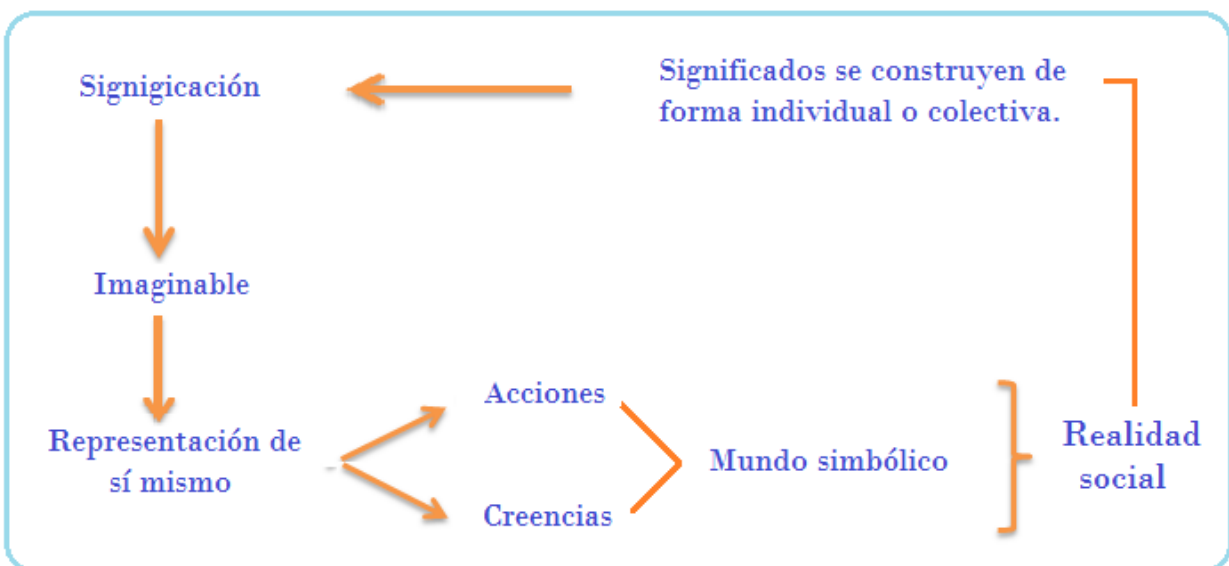 Signigicación
Significados se construyen de
forma individual o colectiva.
Imaginable
Representación de
sí mismo
Acciones
Creencias
Mundo simbólico
Realidad
social